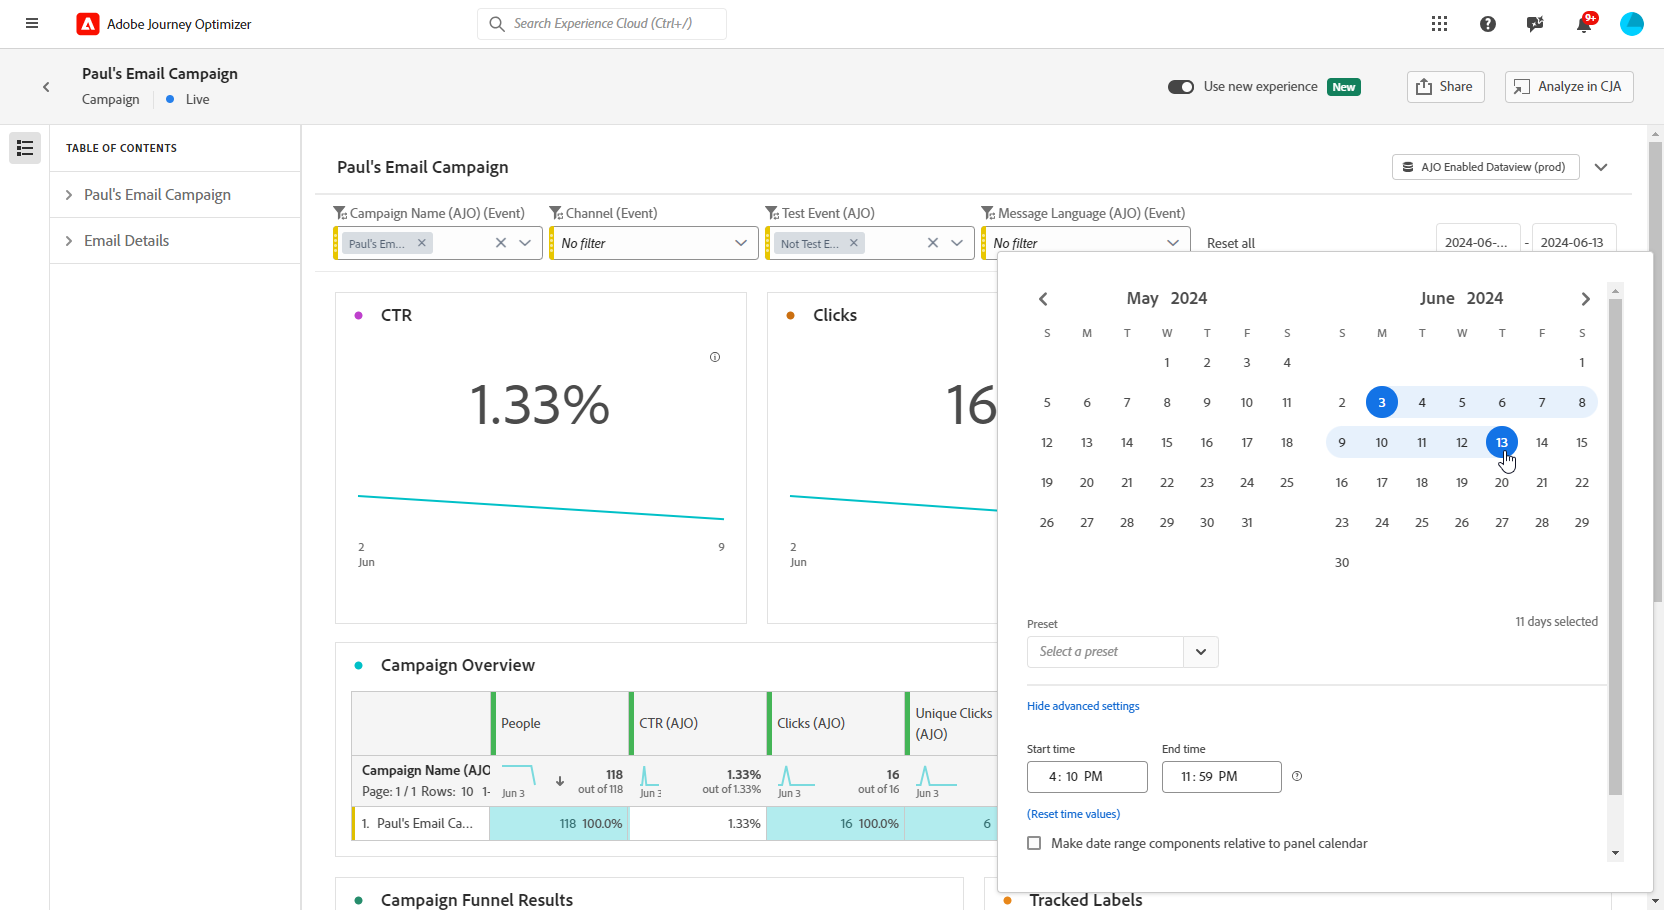 Adobe Journey Optimizer
Search Experience Cloud (Ctrl+/)
9+
Paul's Email Campaign
Campaign
Live
Use new experience
New
Share
Analyze in CJA
TABLE OF CONTENTS
Paul's Email Campaign
Email Details
Paul's Email Campaign
AJO Enabled Dataview (prod)
Campaign Name (AJO) (Event)
Channel (Event)
Test Event (AJO)
Message Language (AJO) (Event)
Paul's Em...
No filter
Not Test E...
No filter
Reset all
2024-06-... - 2024-06-13
CTR
1.33%
2
Jun
9
Clicks
16
2
Jun
May 2024
S M T W T F S
1 2 3 4
5 6 7 8 9 10 11
12 13 14 15 16 17 18
19 20 21 22 23 24 25
26 27 28 29 30 31
June 2024
S M T W T F S
1
2 3 4 5 6 7 8
9 10 11 12 13 14 15
16 17 18 19 20 21 22
23 24 25 26 27 28 29
30
Preset
11 days selected
Select a preset
Hide advanced settings
Start time
End time
4: 10 PM
11: 59 PM
(Reset time values)
Make date range components relative to panel calendar
Campaign Overview
People
CTR (AJO)
Clicks (AJO)
Unique Clicks
(AJO)
Campaign Name (AJO
Page: 1 / 1 Rows: 10 1-
Jun 3
118
out of 118
Jun 3
1.33%
out of 1.33%
Jun 3
16
out of 16
Jun 3
1. Paul's Email Ca...
118 100.0%
1.33%
16 100.0%
6
Campaign Funnel Results
Tracked Labels